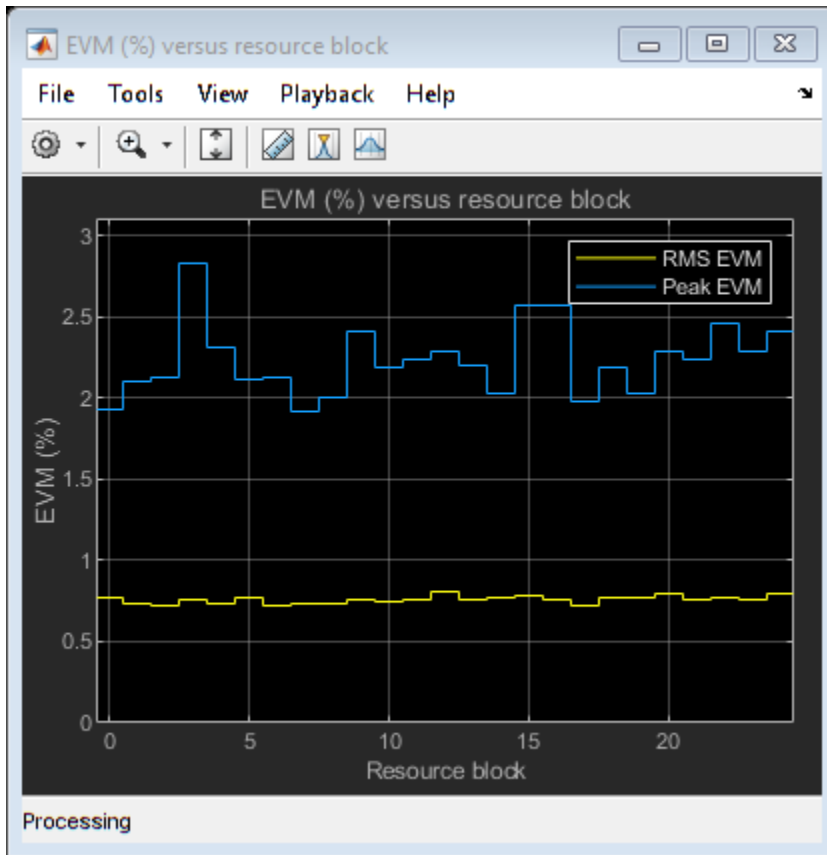 EVM (%) versus resource block
File Tools View Playback Help
EVM (%) versus resource block
RMS EVM
Peak EVM
3
2.5
2
1.5
1
0.5
0
EVM (%)
0 5 10 15 20
Resource block
Processing